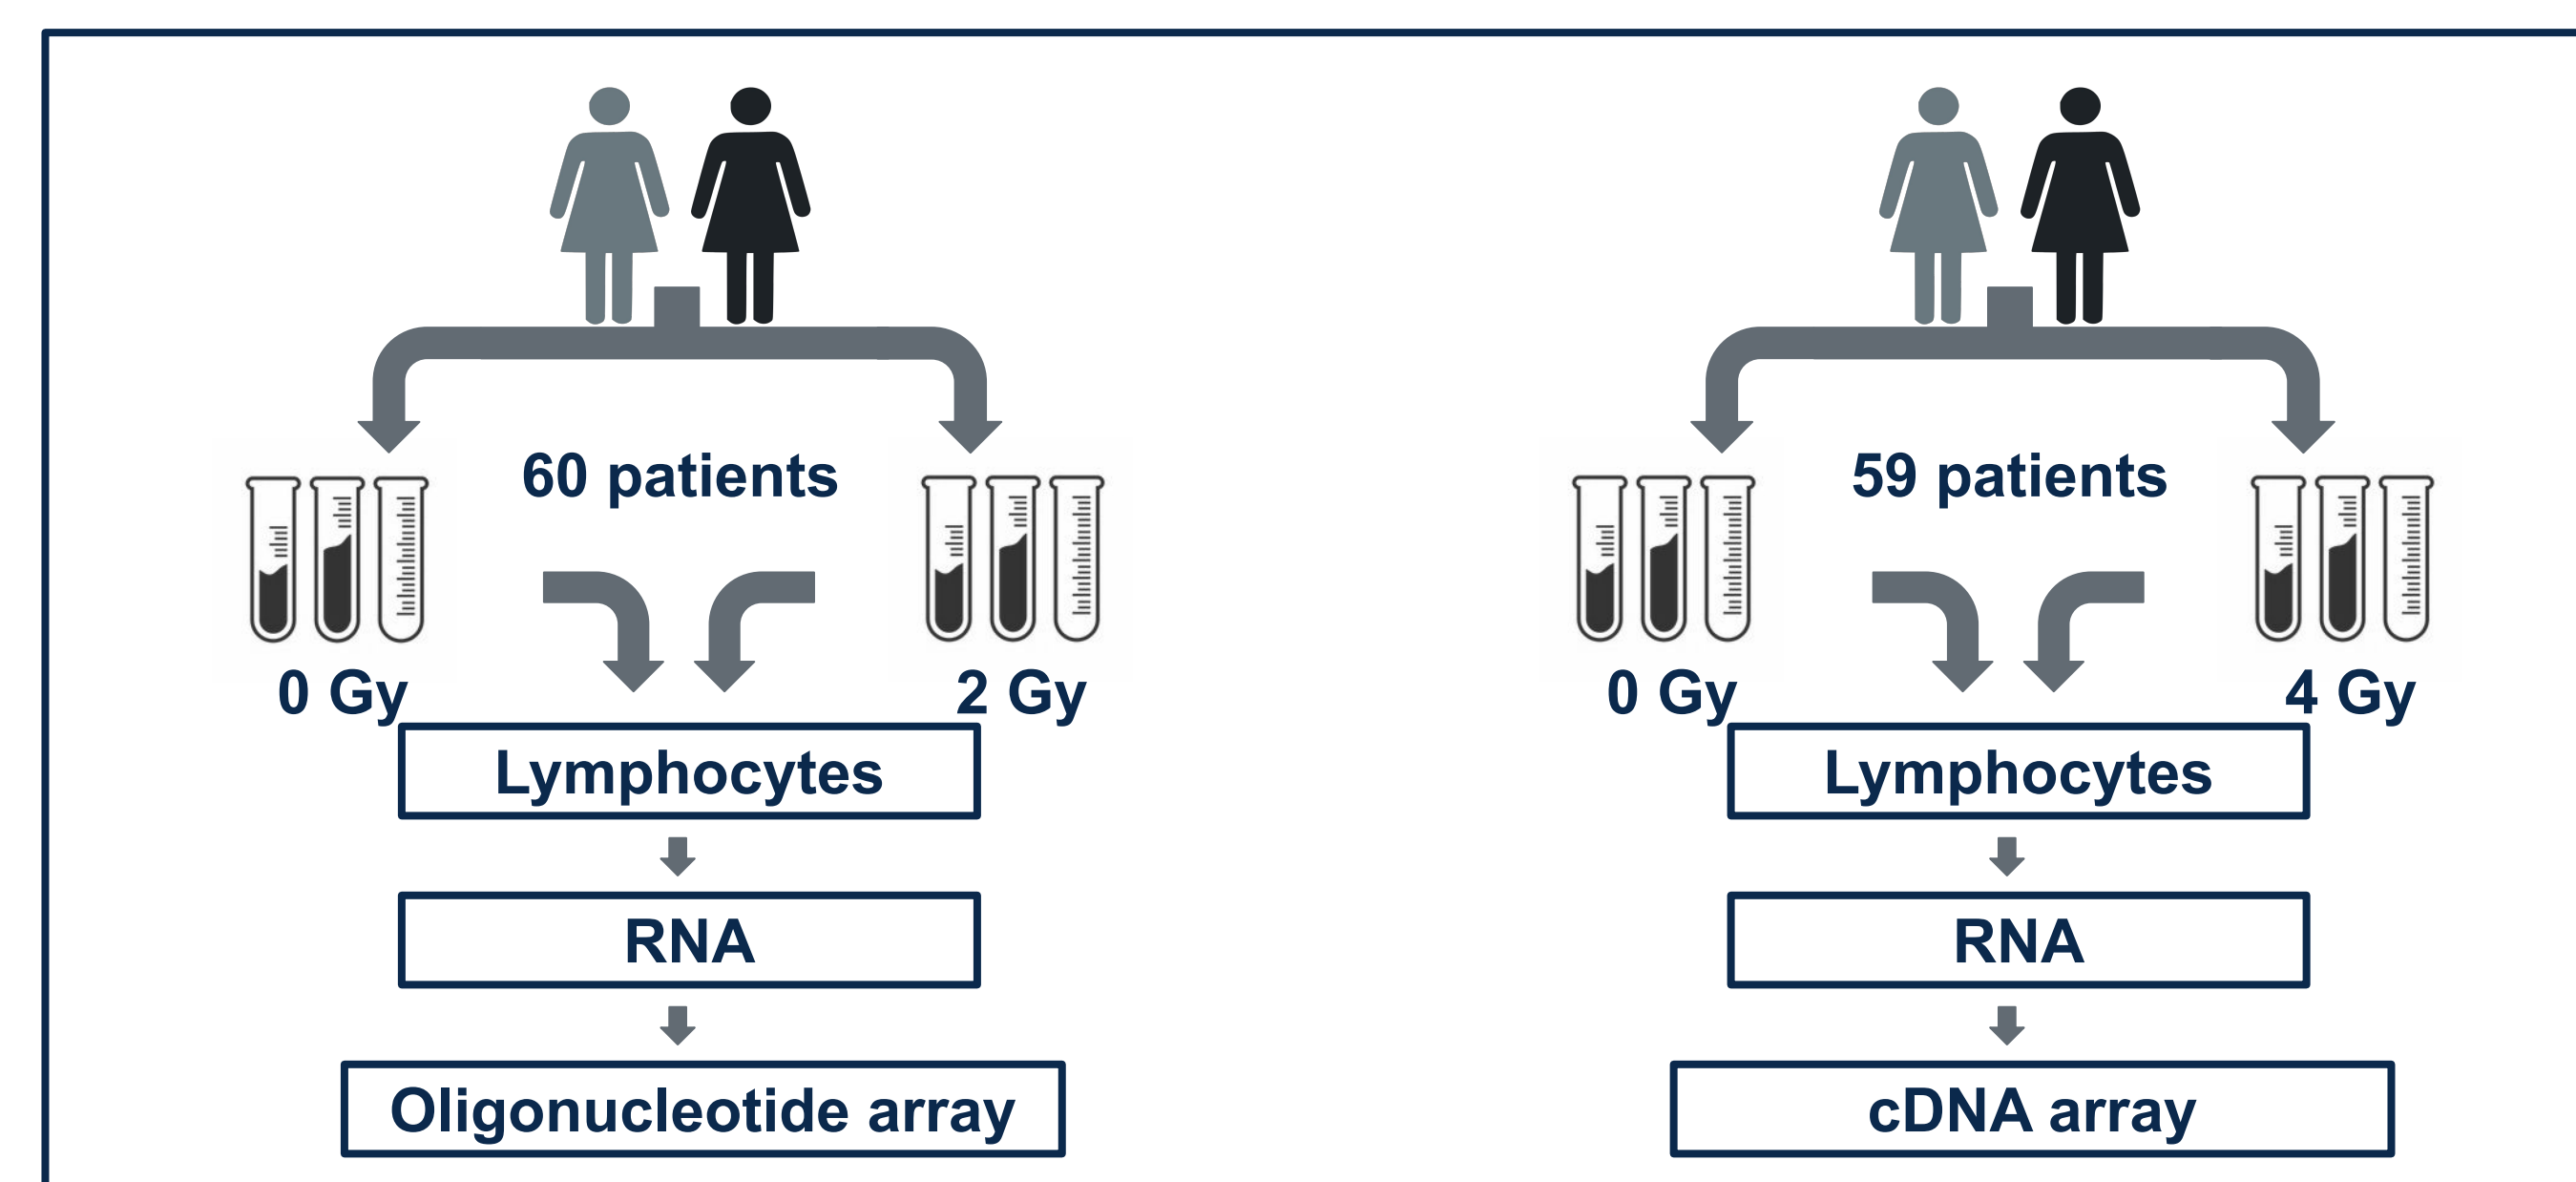 60 patients
0 Gy
2 Gy
Lymphocytes
RNA
Oligonucleotide array
59 patients
0 Gy
4 Gy
Lymphocytes
RNA
cDNA array